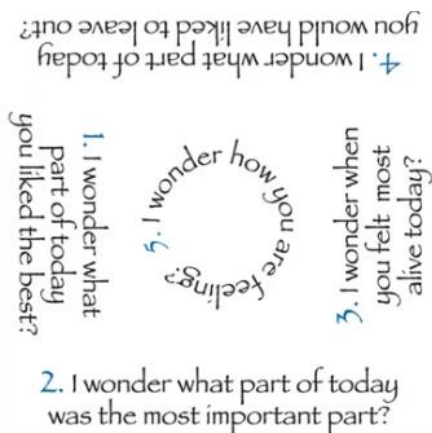 1. I wonder what
part of today
you liked the best?
2. I wonder what part of today
was the most important part?
3. I wonder when
you felt most
alive today?
4. I wonder what part of today
you would have liked to leave out?
5. I wonder how you are feeling?